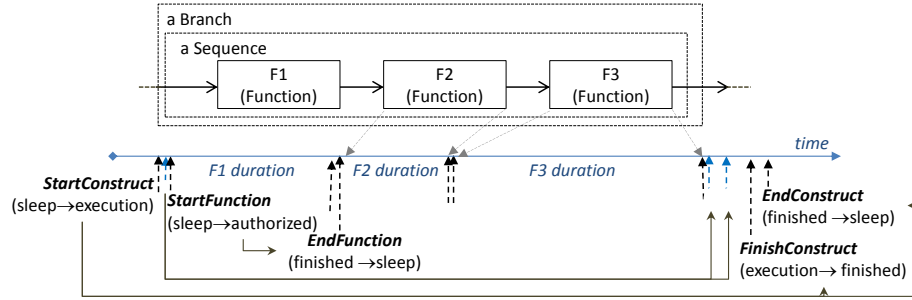 a Branch
a Sequence
F1
(Function)
F2
(Function)
F3
(Function)
time
F1 duration
F2 duration
F3 duration
StartConstruct
(sleep→execution)
StartFunction
(sleep→authorized)
EndFunction
(finished →sleep)
EndConstruct
(finished →sleep)
FinishConstruct
(execution→ finished)